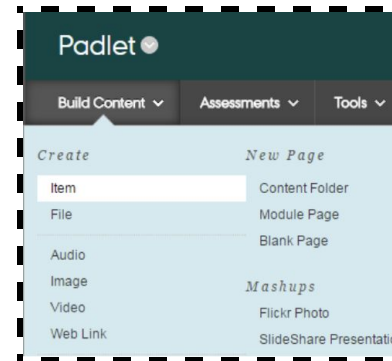 Padlet
Build Content
Assessments
Tools
Create
Item
File
Audio
Image
Video
Web Link
New Page
Content Folder
Module Page
Blank Page
Mashups
Flickr Photo
SlideShare Presentati